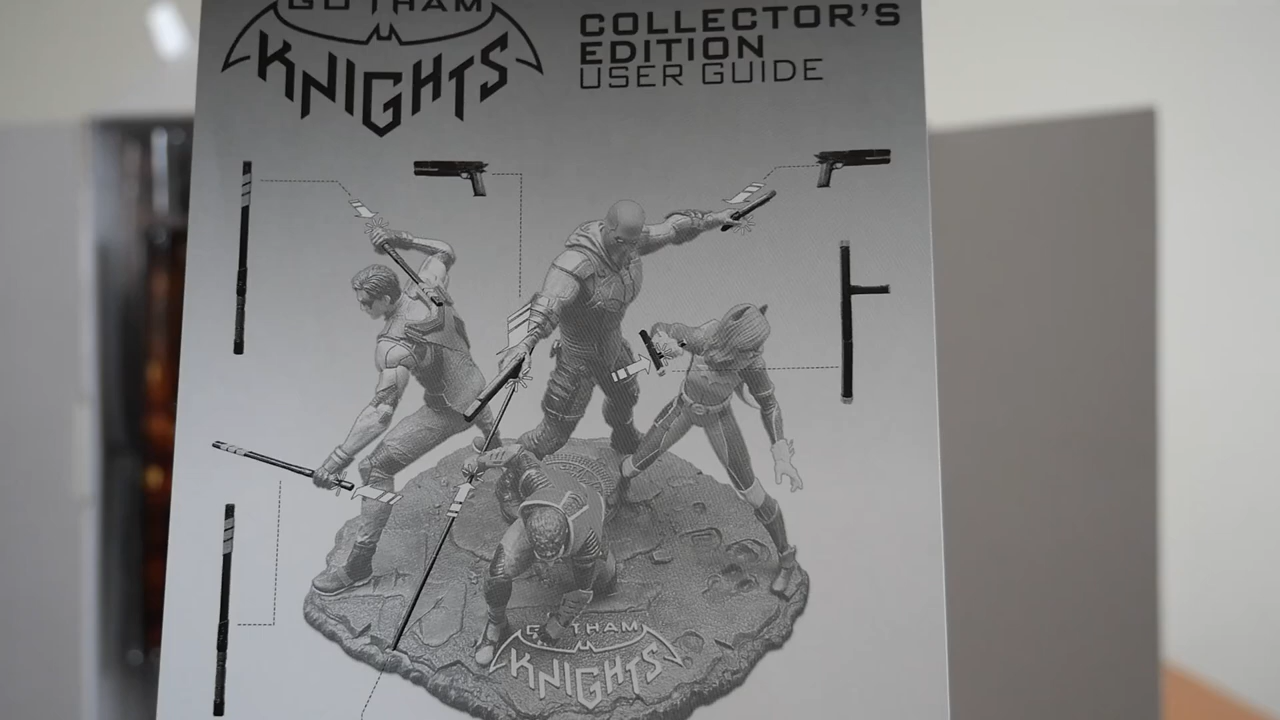 GOTHAM
KNIGHTS
COLLECTOR'S
EDITION
USER GUIDE
GOTHAM
KNIGHTS